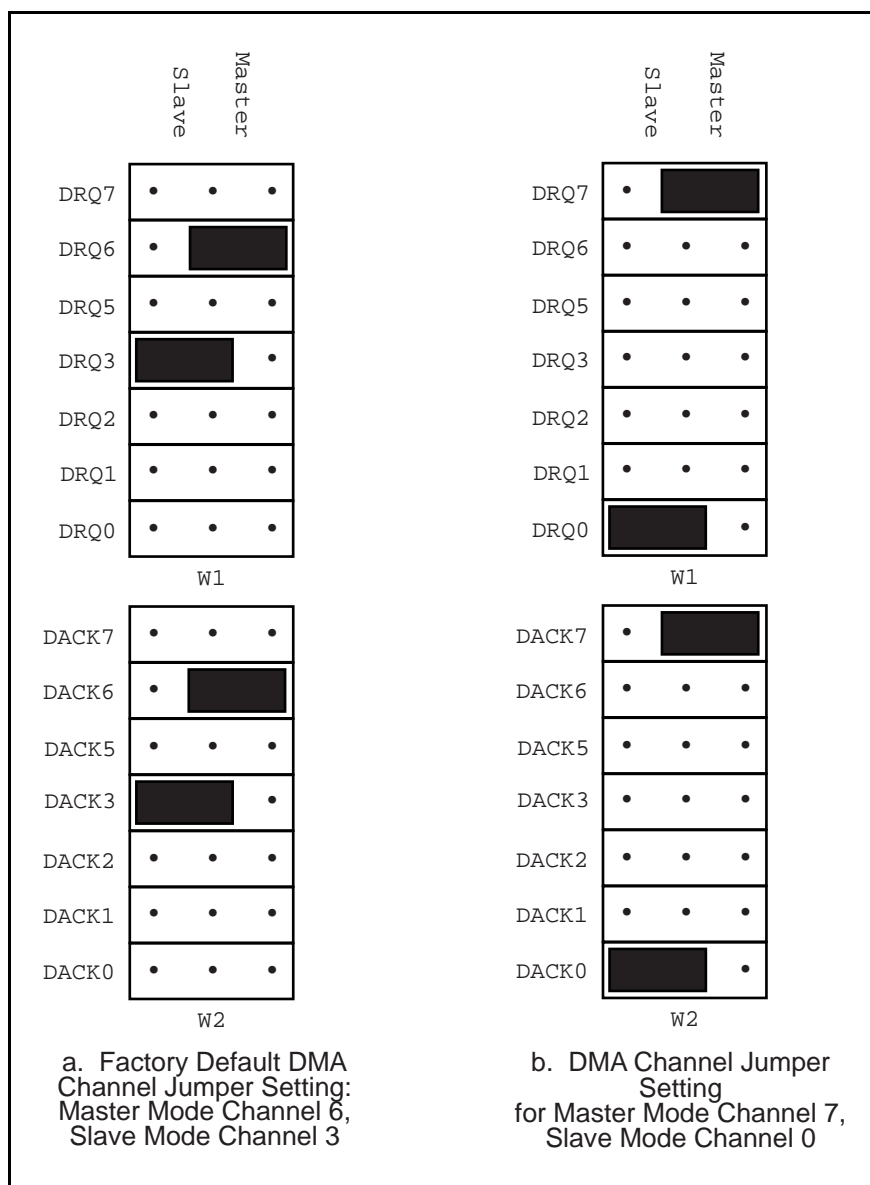 Slave
Master
DRQ7
DRQ6
DRQ5
DRQ3
DRQ2
DRQ1
DRQ0
W1
DACK7
DACK6
DACK5
DACK3
DACK2
DACK1
DACK0
W2
a. Factory Default DMA
Channel Jumper Setting:
Master Mode Channel 6,
Slave Mode Channel 3
Slave
Master
DRQ7
DRQ6
DRQ5
DRQ3
DRQ2
DRQ1
DRQ0
W1
DACK7
DACK6
DACK5
DACK3
DACK2
DACK1
DACK0
W2
b. DMA Channel Jumper
Setting
for Master Mode Channel 7,
Slave Mode Channel 0